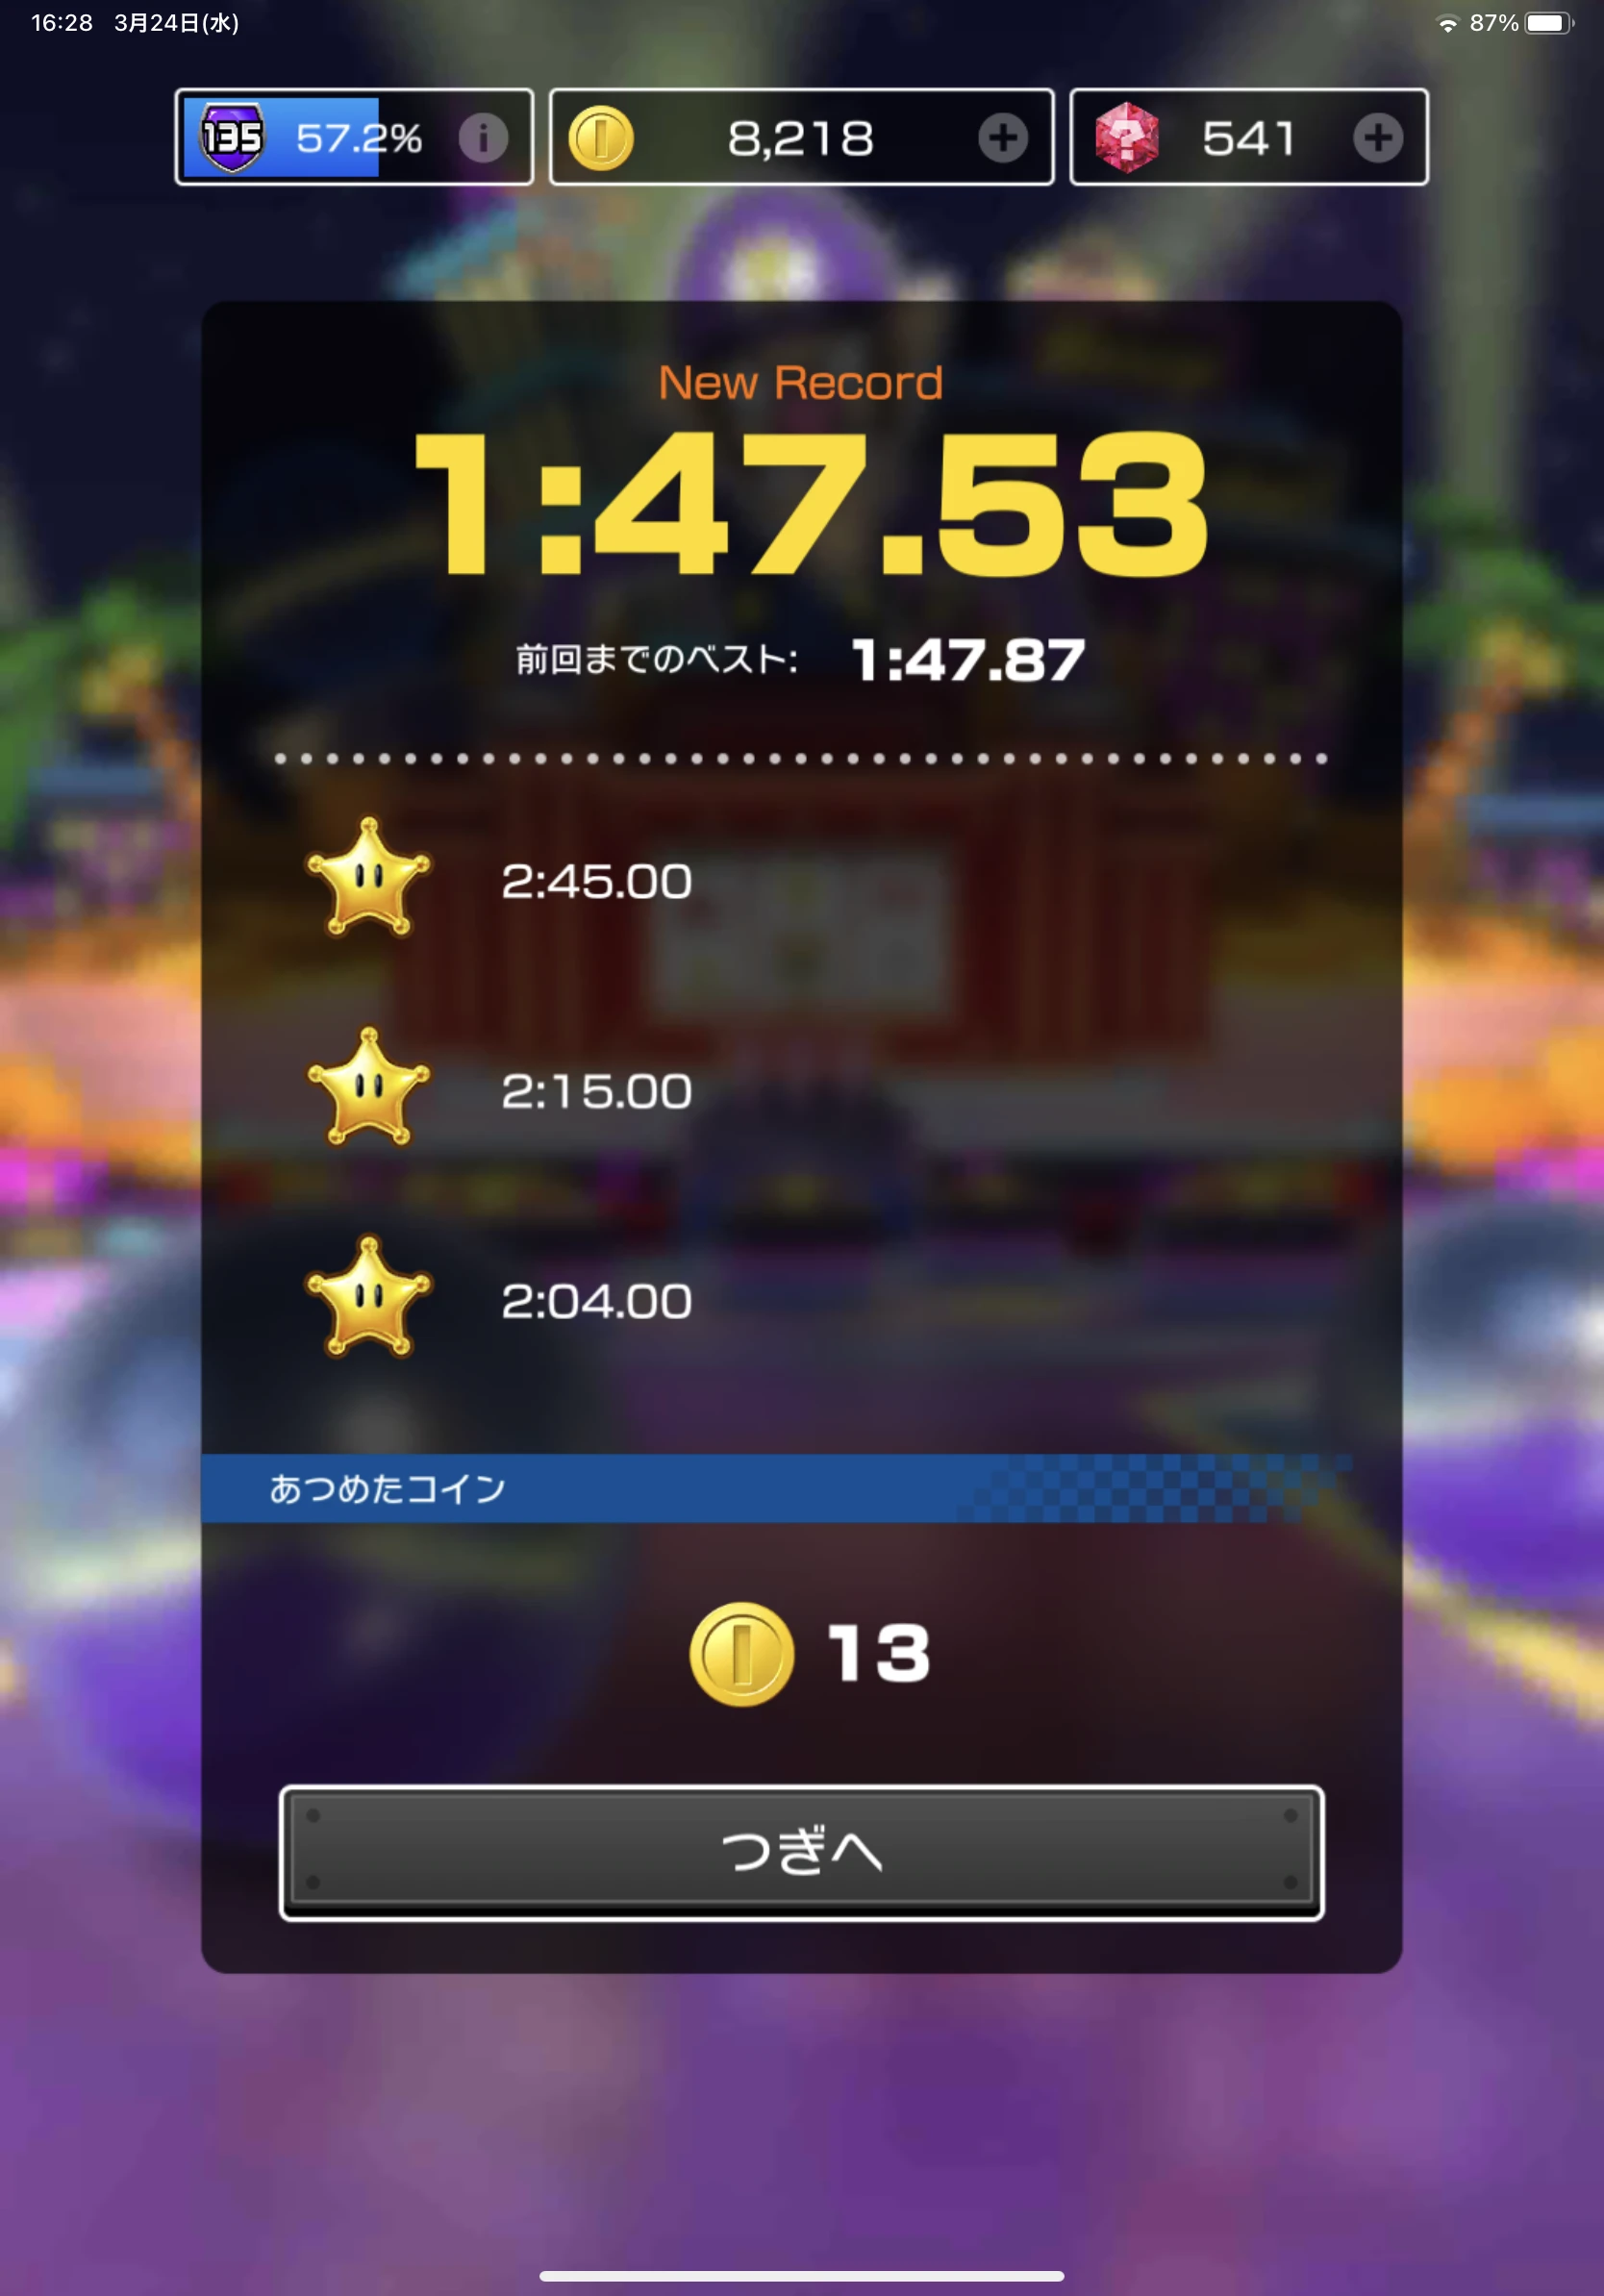 16:28 3月24日(水) 87%
135 57.2% i 8,218 + ? 541 +
New Record
1:47.53
前回までのベスト: 1:47.87
2:45.00
2:15.00
2:04.00
あつめたコイン
13
つぎへ